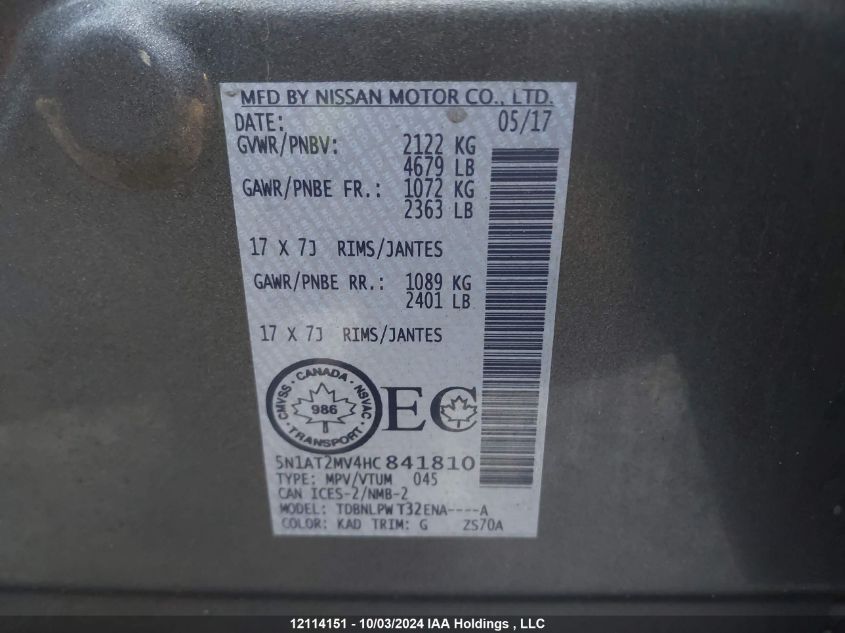 MFD BY NISSAN MOTOR CO., LTD.
DATE: 05/17
GVWR/PNBV: 2122 KG
4679 LB
GAWR/PNBE FR.: 1072 KG
2363 LB
17 X 7J RIMS/JANTES
GAWR/PNBE RR.: 1089 KG
2401 LB
17 X 7J RIMS/JANTES
CMVSS · CANADA · NSVAC
986
· TRANSPORT ·
EC
5N1AT2MV4HC841810
TYPE: MPV/VTUM 045
CAN ICES-2/NMB-2
MODEL: TDBNLPW T32ENA----A
COLOR: KAD TRIM: G ZS70A
12114151 - 10/03/2024 IAA Holdings , LLC